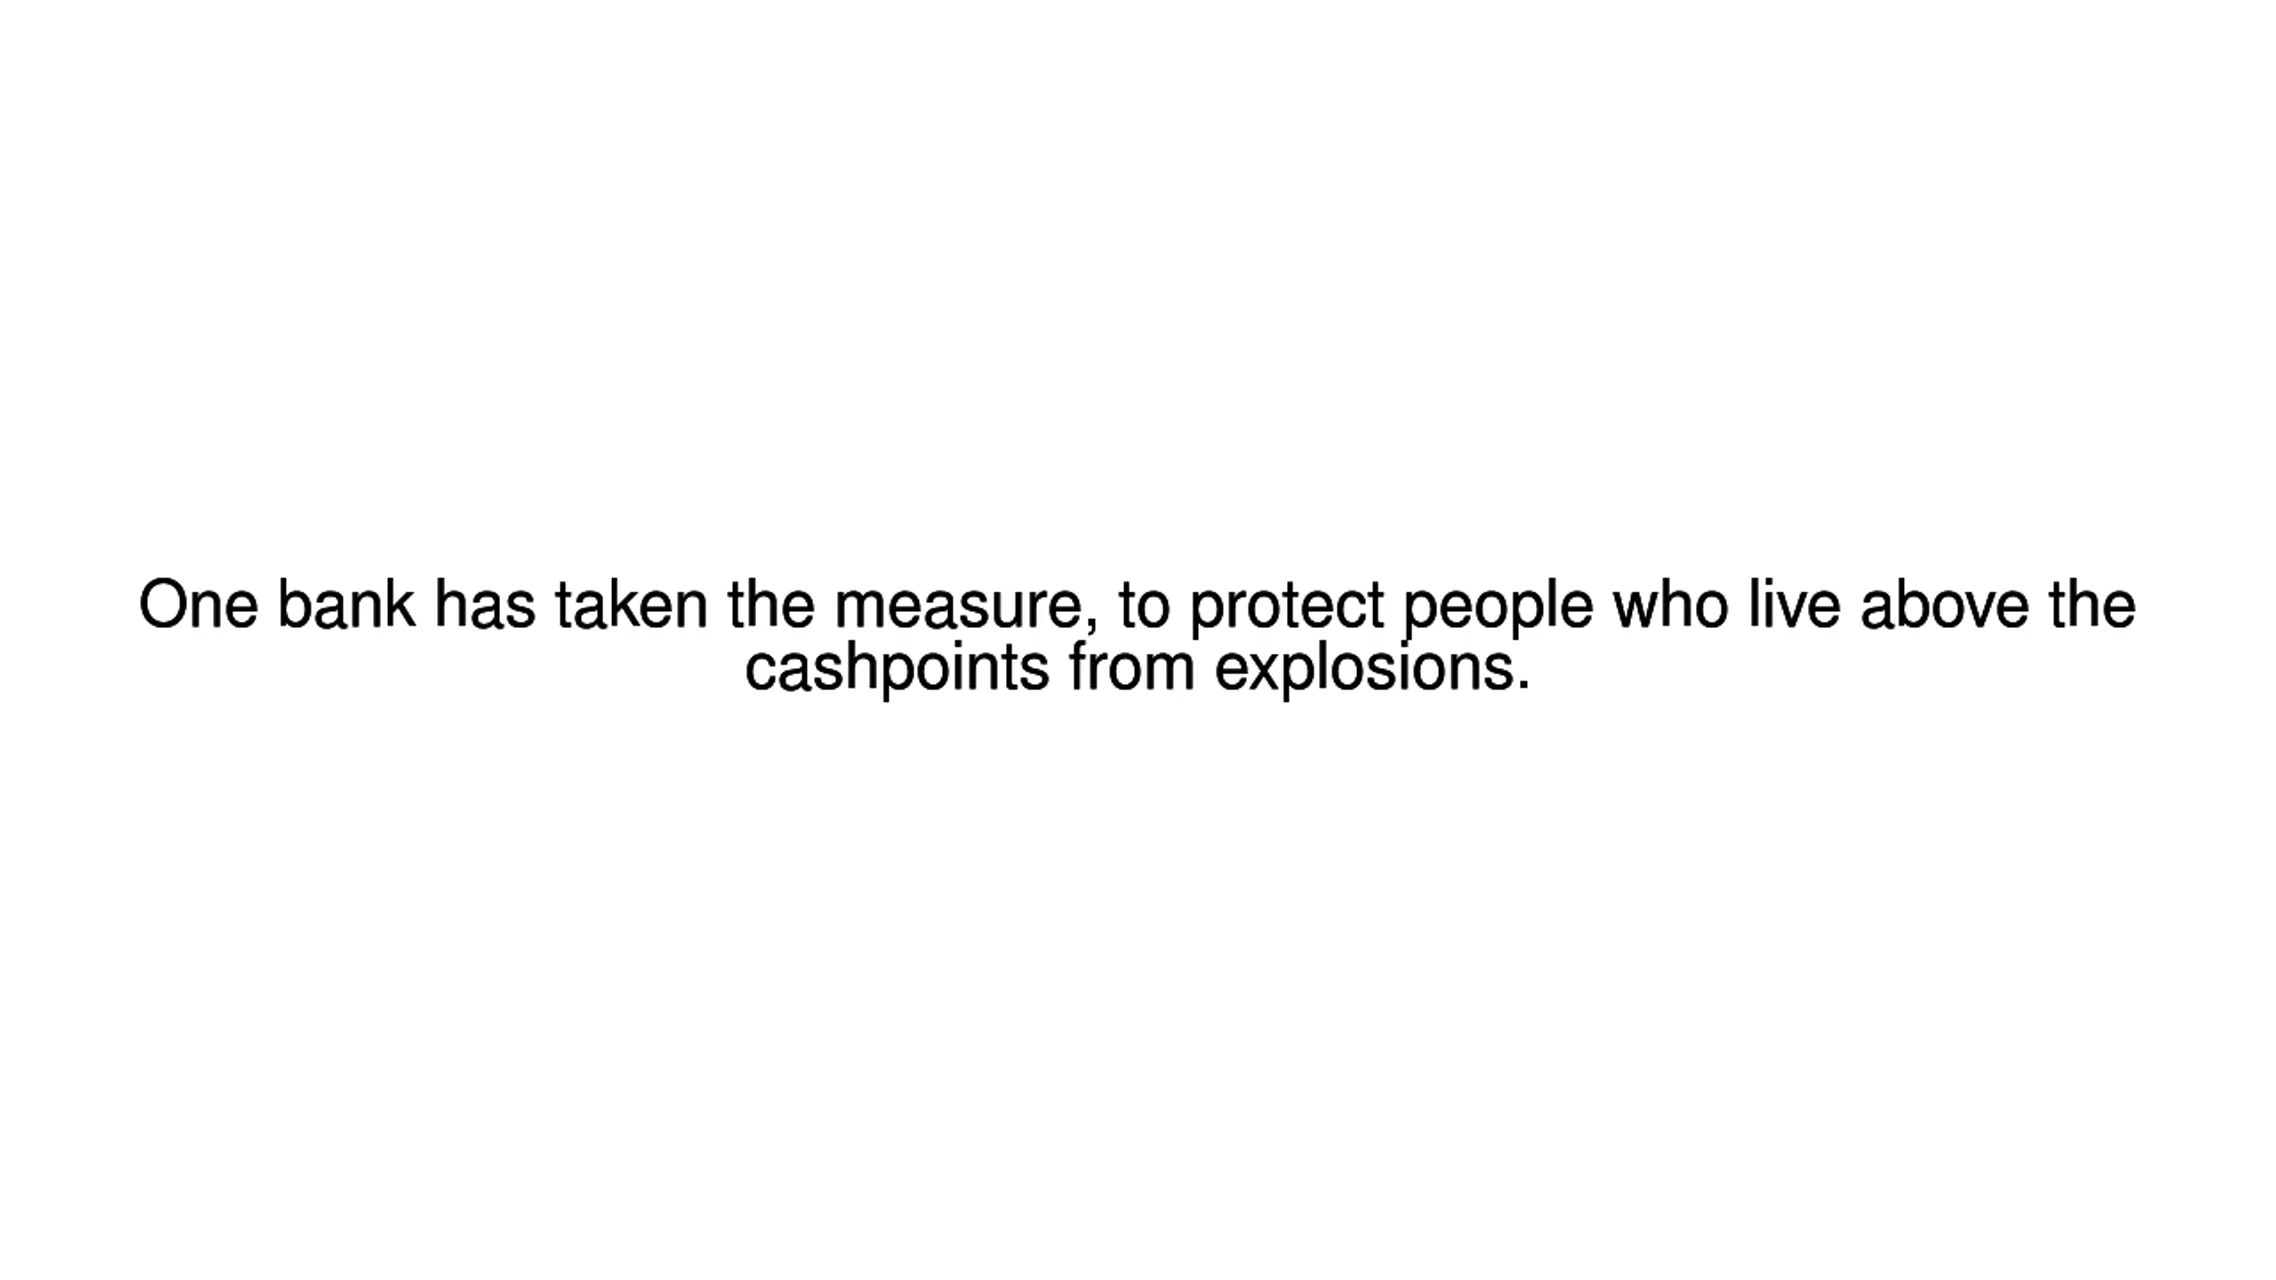 One bank has taken the measure, to protect people who live above the
cashpoints from explosions.